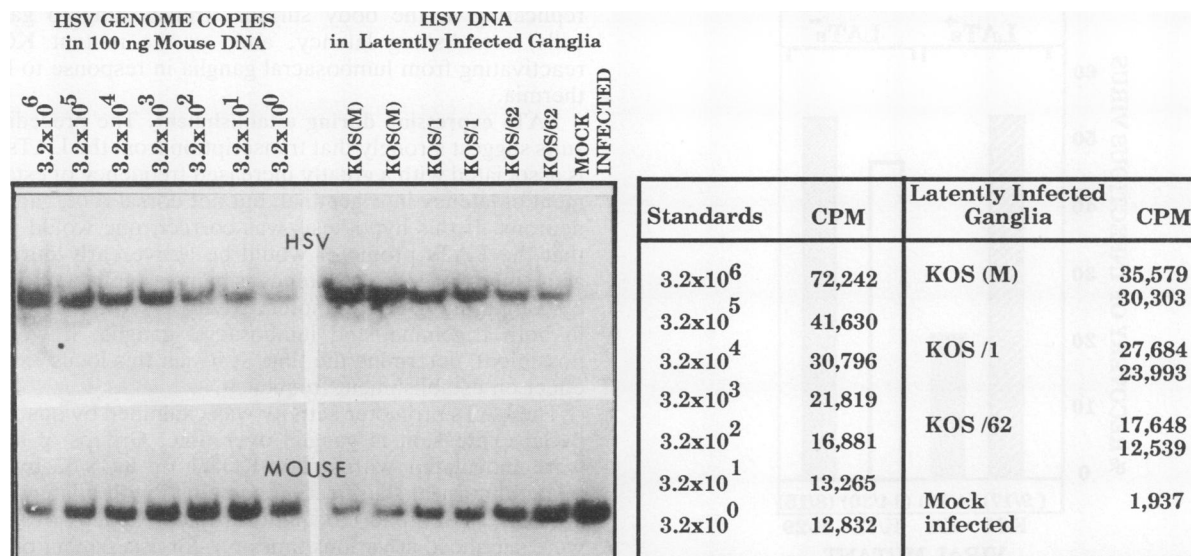 HSV GENOME COPIES
in 100 ng Mouse DNA
HSV DNA
in Latently Infected Ganglia
3.2x10^6
3.2x10^5
3.2x10^4
3.2x10^3
3.2x10^2
3.2x10^1
3.2x10^0
KOS(M)
KOS(M)
KOS/1
KOS/1
KOS/62
KOS/62
MOCK
INFECTED
HSV
MOUSE
Standards CPM Latently Infected Ganglia CPM
3.2x10^6 72,242 KOS (M) 35,579
30,303
3.2x10^5 41,630
3.2x10^4 30,796 KOS /1 27,684
23,993
3.2x10^3 21,819
3.2x10^2 16,881 KOS /62 17,648
12,539
3.2x10^1 13,265
3.2x10^0 12,832 Mock infected 1,937